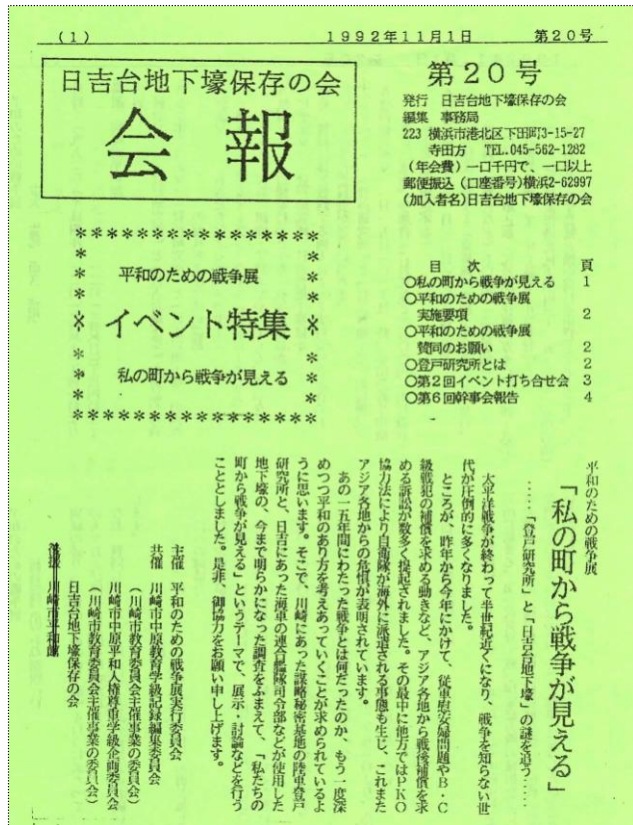 (1)
1992年11月1日
第20号
日吉台地下壕保存の会
会報
第20号
発行 日吉台地下壕保存の会
編集 事務局
223 横浜市港北区下田町3-15-27
寺田方 TEL.045-562-1282
(年会費)一口千円で、一口以上
郵便振込(口座番号)横浜2-62997
(加入者名)日吉台地下壕保存の会
平和のための戦争展
イベント特集
私の町から戦争が見える
目 次 頁
○私の町から戦争が見える 1
○平和のための戦争展
実施要項 2
○平和のための戦争展
賛同のお願い 2
○登戸研究所とは 2
○第2回イベント打ち合せ会 3
○第6回幹事会報告 4
平和のための戦争展
「私の町から戦争が見える」
……「登戸研究所」と「日吉台地下壕」の謎を追う……
太平洋戦争が終わって半世紀近くになり、戦争を知らない世
代が圧倒的に多くなりました。
ところが、昨年から今年にかけて、従軍慰安婦問題やB・C
級戦犯の補償を求める動きなど、アジア各地から戦後補償を求
める訴訟が数多く提起されました。その最中に他方ではPKO
協力法により自衛隊が海外に派遣される事態も生じ、これまた
アジア各地からの危惧が表明されています。
あの一五年間にわたった戦争とは何だったのか、もう一度深
めつつ平和のあり方を考えあっていくことが求められているよ
うに思います。そこで、川崎にあった謀略秘密基地の陸軍登戸
研究所と、日吉にあった海軍の連合艦隊司令部などが使用した
地下壕の、今まで明らかになった調査をふまえて、「私たちの
町から戦争が見える」というテーマで、展示・討論などを行う
こととしました。是非、御協力をお願い申し上げます。
主催 平和のための戦争展実行委員会
共催 川崎市中原教育学級記録編集委員会
(川崎市教育委員会主催事業の委員会)
川崎市中原平和人権尊重学級企画委員会
(川崎市教育委員会主催事業の委員会)
日吉台地下壕保存の会
後援 川崎市平和館